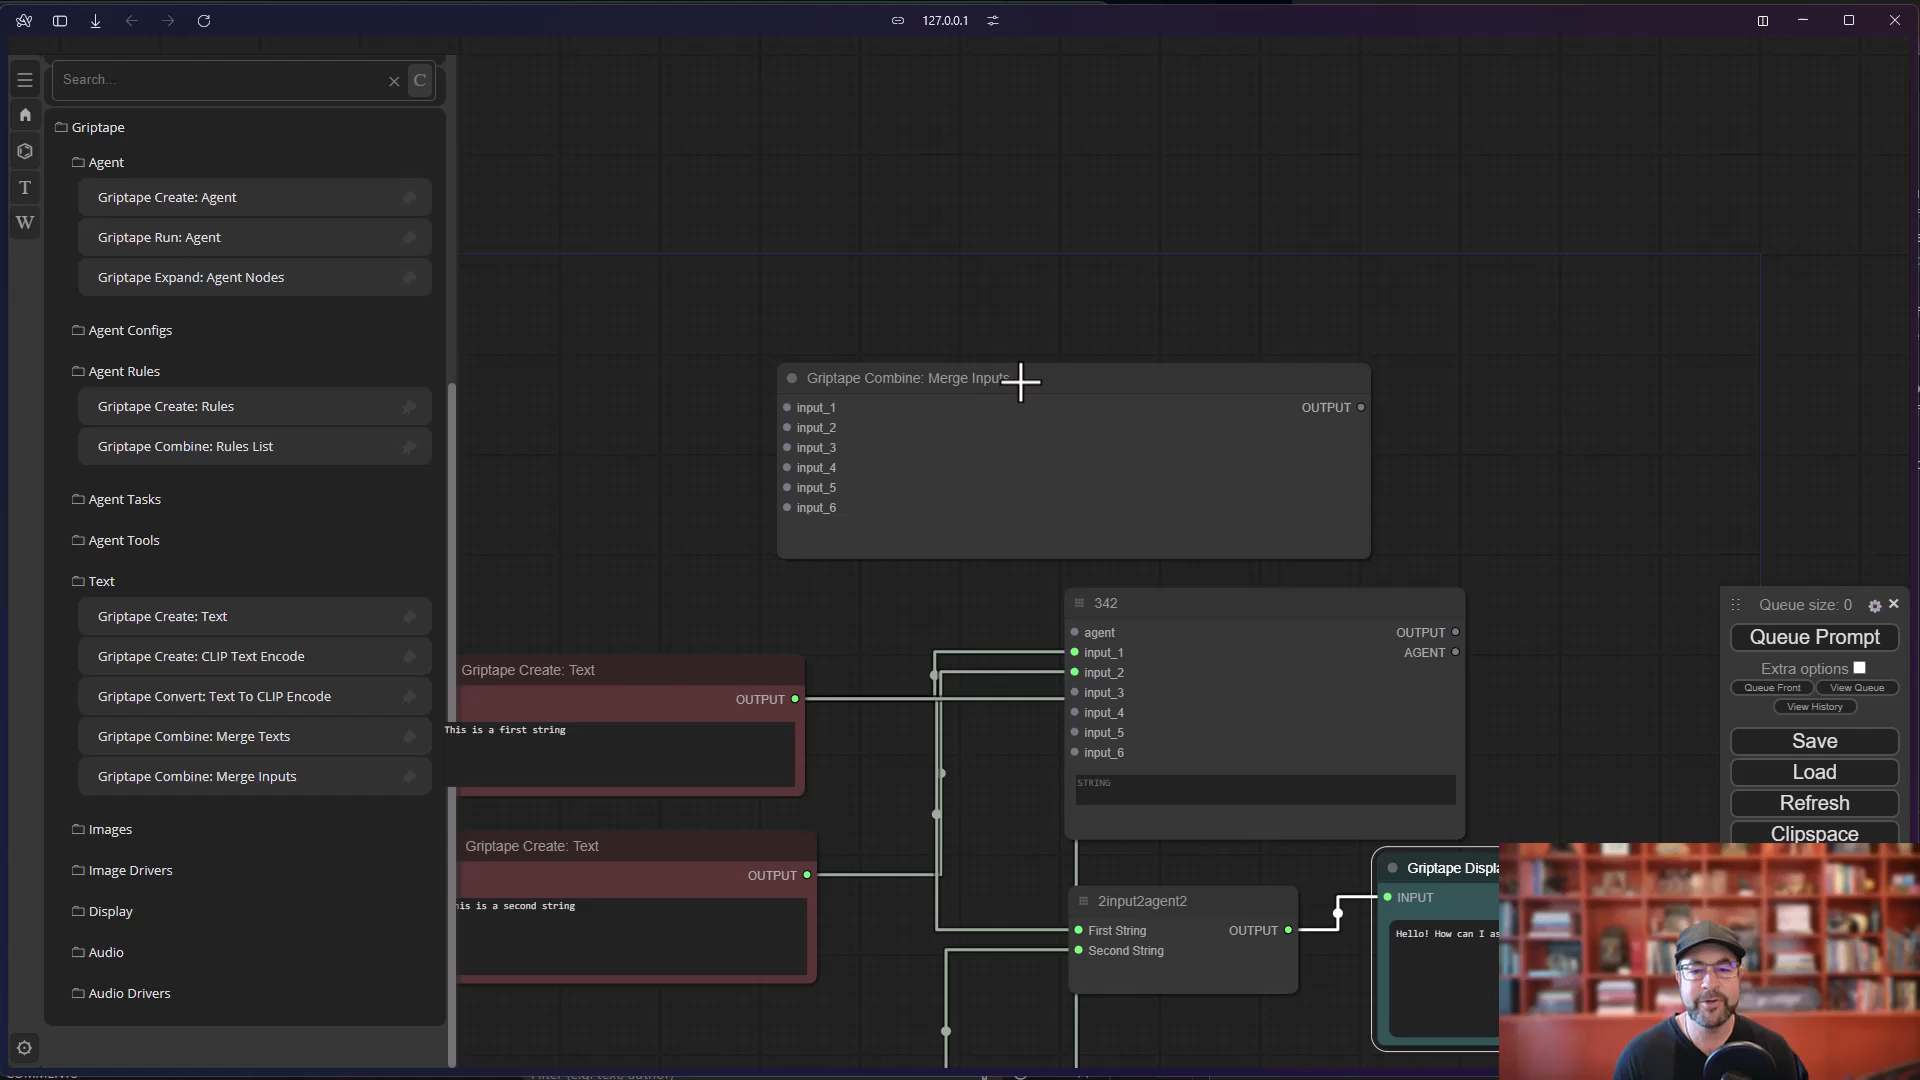 127.0.0.1
Search...
C
Griptape
Agent
Griptape Create: Agent
Griptape Run: Agent
Griptape Expand: Agent Nodes
Agent Configs
Agent Rules
Griptape Create: Rules
Griptape Combine: Rules List
Agent Tasks
Agent Tools
Text
Griptape Create: Text
Griptape Create: CLIP Text Encode
Griptape Convert: Text To CLIP Encode
Griptape Combine: Merge Texts
Griptape Combine: Merge Inputs
Images
Image Drivers
Display
Audio
Audio Drivers
T
W
Griptape Combine: Merge Inputs
input_1
OUTPUT
input_2
input_3
input_4
input_5
input_6
342
agent
OUTPUT
input_1
AGENT
input_2
input_3
input_4
input_5
input_6
STRING
Griptape Create: Text
OUTPUT
This is a first string
Griptape Create: Text
OUTPUT
his is a second string
2input2agent2
First String
OUTPUT
Second String
Griptape Displa
INPUT
Hello! How can I as
Queue size: 0
Queue Prompt
Extra options
Queue Front
View Queue
View History
Save
Load
Refresh
Clipspace